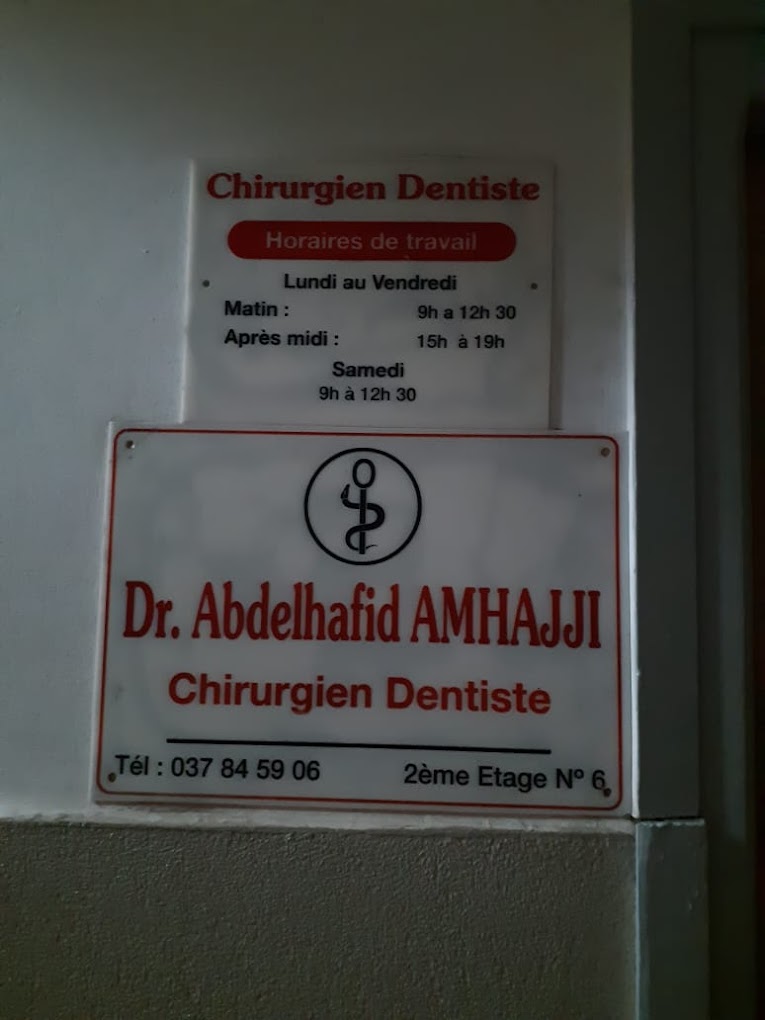 Chirurgien Dentiste
Horaires de travail
Lundi au Vendredi
Matin : 9h a 12h 30
Après midi : 15h à 19h
Samedi
9h à 12h 30
Dr. Abdelhafid AMHAJJI
Chirurgien Dentiste
Tél : 037 84 59 06 2ème Etage Nº 6